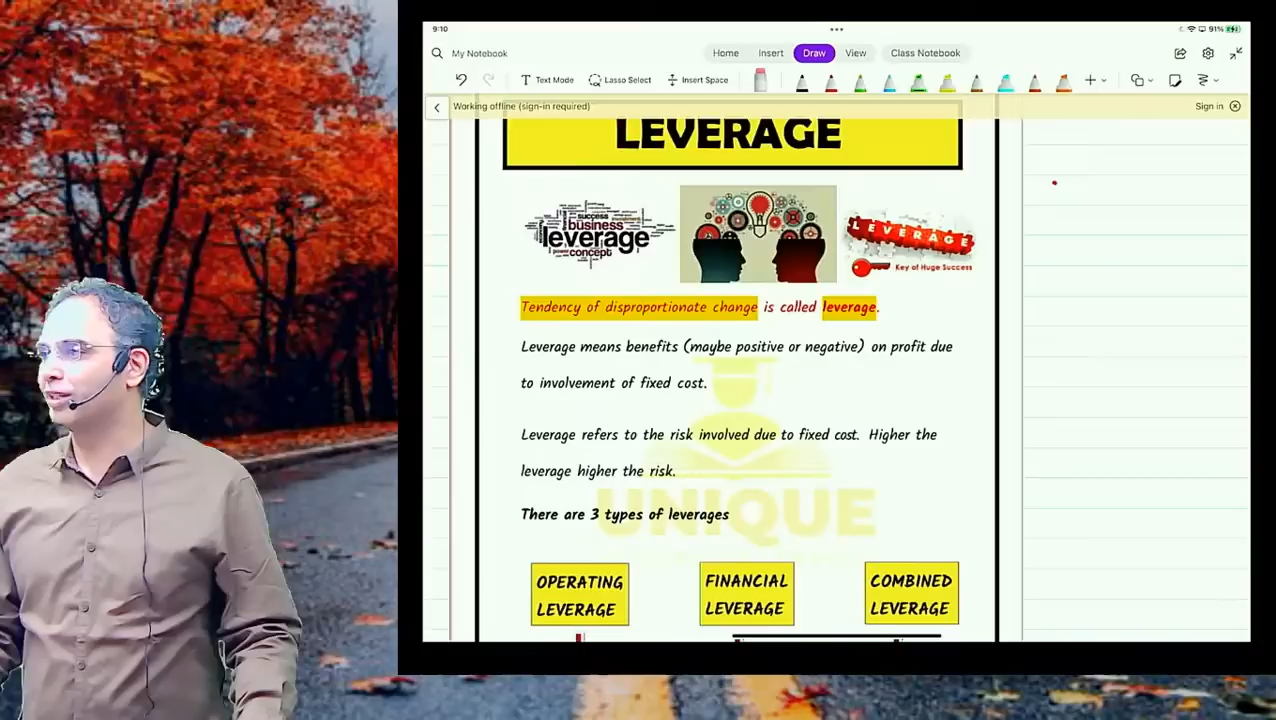 9:10
91%
My Notebook
Home Insert Draw View Class Notebook
Text Mode Lasso Select Insert Space
Working offline (sign-in required)
Sign in
LEVERAGE
success
business
leverage
concept
LEVERAGE
Key of Huge Success
Tendency of disproportionate change is called leverage.
Leverage means benefits (maybe positive or negative) on profit due
to involvement of fixed cost.
Leverage refers to the risk involved due to fixed cost. Higher the
leverage higher the risk.
UNIQUE
There are 3 types of leverages
OPERATING
LEVERAGE
FINANCIAL
LEVERAGE
COMBINED
LEVERAGE